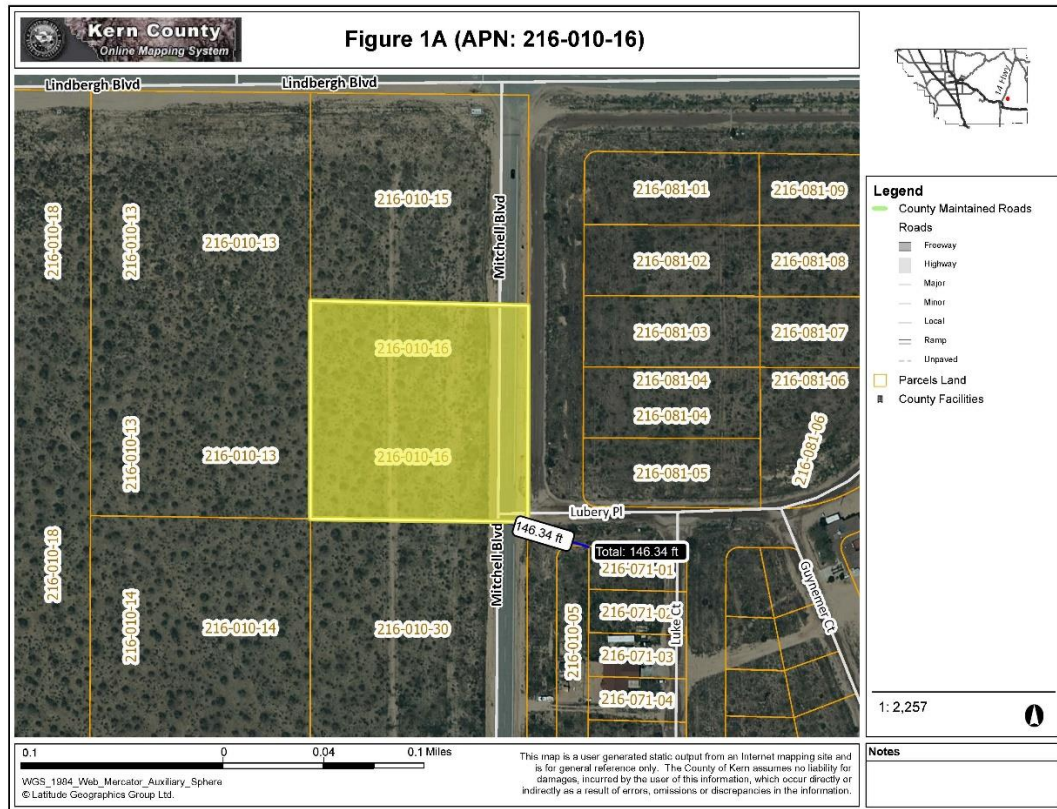 Kern County
Online Mapping System
Figure 1A (APN: 216-010-16)
14 Hwy
Lindbergh Blvd
Lindbergh Blvd
216-010-18
216-010-13
216-010-13
216-010-15
Mitchell Blvd
216-081-01
216-081-09
216-081-02
216-081-08
216-081-03
216-081-07
216-010-16
216-081-04
216-081-06
216-081-04
216-010-13
216-010-13
216-010-16
216-081-05
216-081-06
Lubery Pl
146.34 ft
Total: 146.34 ft
216-010-18
216-010-14
216-010-14
216-010-30
Mitchell Blvd
216-010-05
216-071-01
216-071-02
216-071-03
216-071-04
Luke Ct
Guynemer Ct
Legend
County Maintained Roads
Roads
Freeway
Highway
Major
Minor
Local
Ramp
Unpaved
Parcels Land
County Facilities
1: 2,257
0.1 0 0.04 0.1 Miles
WGS_1984_Web_Mercator_Auxiliary_Sphere
© Latitude Geographics Group Ltd.
This map is a user generated static output from an Internet mapping site and
is for general reference only. The County of Kern assumes no liability for
damages, incurred by the user of this information, which occur directly or
indirectly as a result of errors, omissions or discrepancies in the information.
Notes